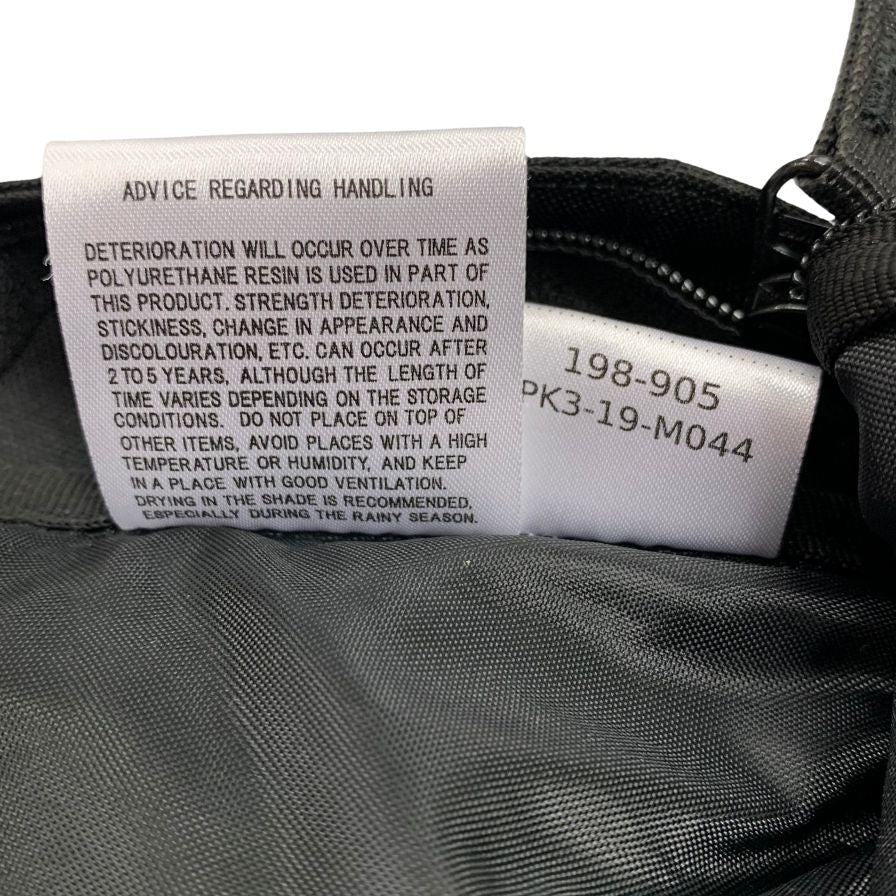 ADVICE REGARDING HANDLING
DETERIORATION WILL OCCUR OVER TIME AS
POLYURETHANE RESIN IS USED IN PART OF
THIS PRODUCT. STRENGTH DETERIORATION,
STICKINESS, CHANGE IN APPEARANCE AND
DISCOLOURATION, ETC. CAN OCCUR AFTER
2 TO 5 YEARS, ALTHOUGH THE LENGTH OF
TIME VARIES DEPENDING ON THE STORAGE
CONDITIONS. DO NOT PLACE ON TOP OF
OTHER ITEMS, AVOID PLACES WITH A HIGH
TEMPERATURE OR HUMIDITY, AND KEEP
IN A PLACE WITH GOOD VENTILATION.
DRYING IN THE SHADE IS RECOMMENDED,
ESPECIALLY DURING THE RAINY SEASON.
198-905
PK3-19-M044